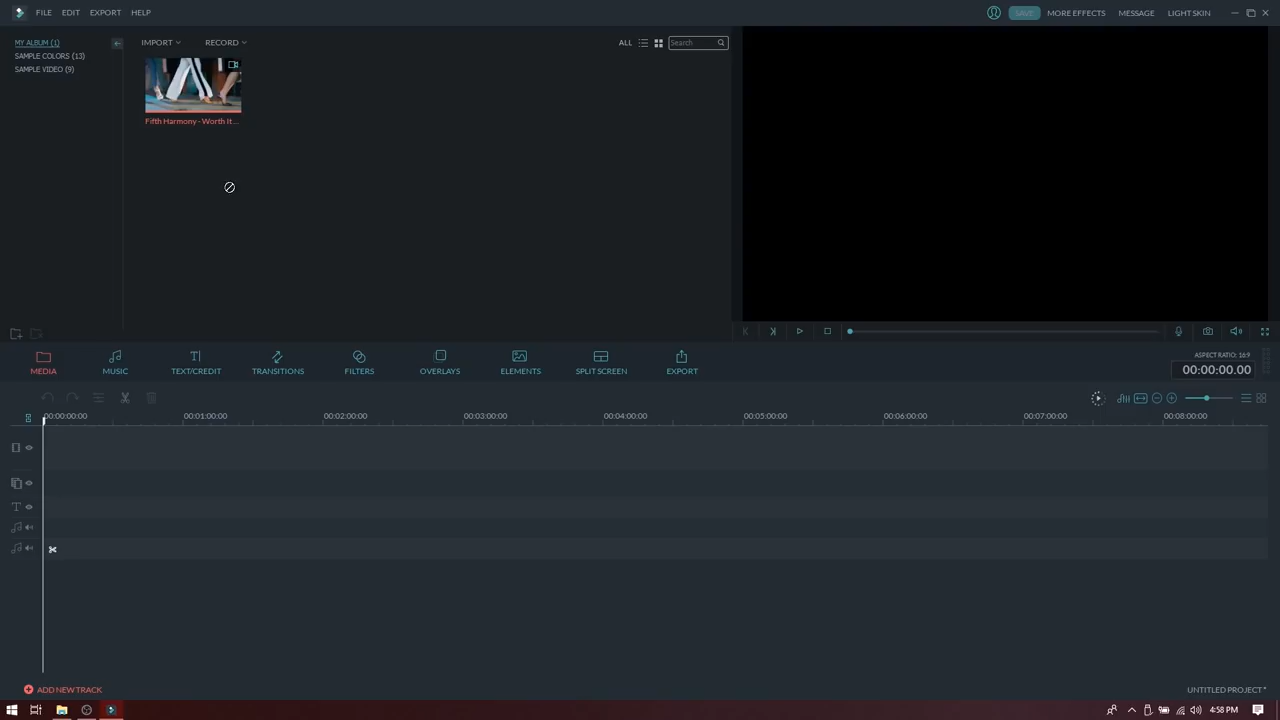 FILE EDIT EXPORT HELP
SAVE MORE EFFECTS MESSAGE LIGHT SKIN
MY ALBUM (1)
SAMPLE COLORS (13)
SAMPLE VIDEO (9)
IMPORT RECORD
ALL Search
Fifth Harmony - Worth It...
MEDIA MUSIC TEXT/CREDIT TRANSITIONS FILTERS OVERLAYS ELEMENTS SPLIT SCREEN EXPORT
ASPECT RATIO: 16:9
00:00:00.00
00:00:00:00 00:01:00:00 00:02:00:00 00:03:00:00 00:04:00:00 00:05:00:00 00:06:00:00 00:07:00:00 00:08:00:00
ADD NEW TRACK
UNTITLED PROJECT *
4:58 PM